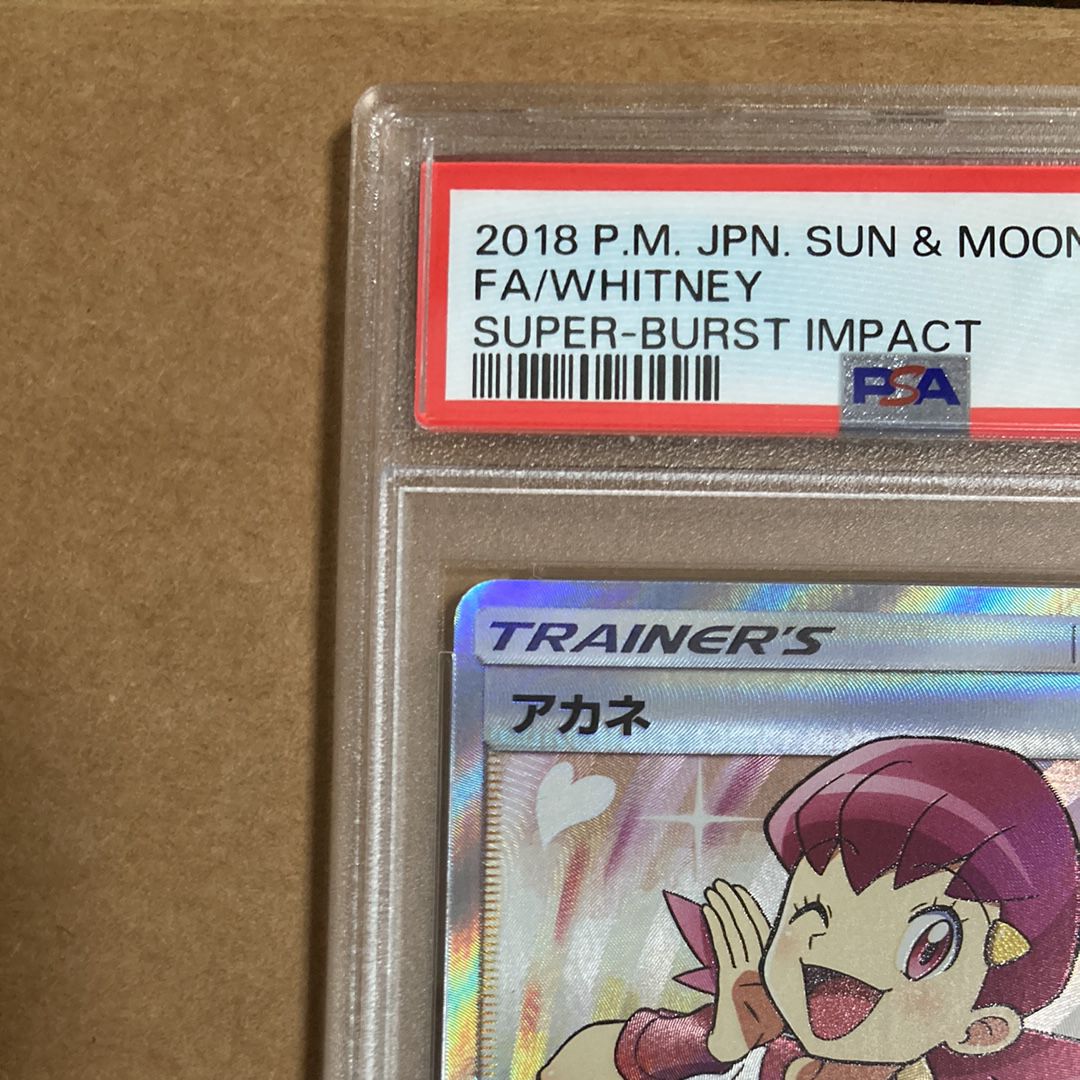 2018 P.M. JPN. SUN & MOON
FA/WHITNEY
SUPER-BURST IMPACT
PSA
TRAINER'S
アカネ